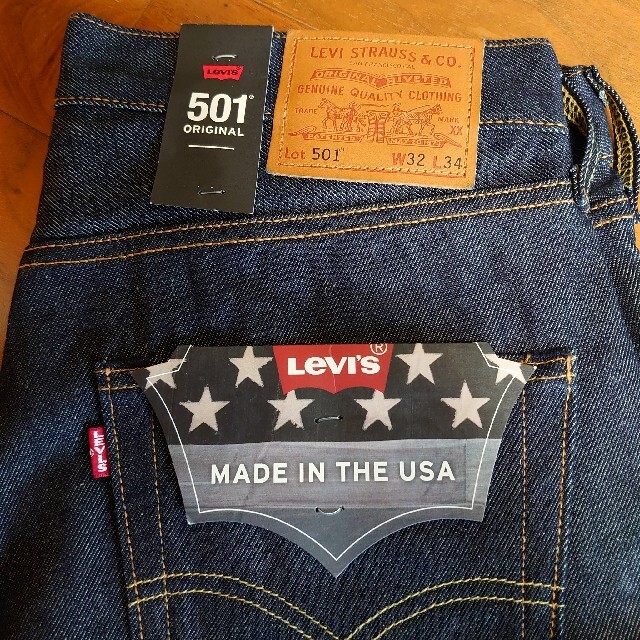 LEVI'S
501®
ORIGINAL
LEVI STRAUSS & CO.
ORIGINAL RIVETED
GENUINE QUALITY CLOTHING
TRADE MARK
XX
Lot 501® W32 L34
LEVI'S®
MADE IN THE USA
LEVI'S